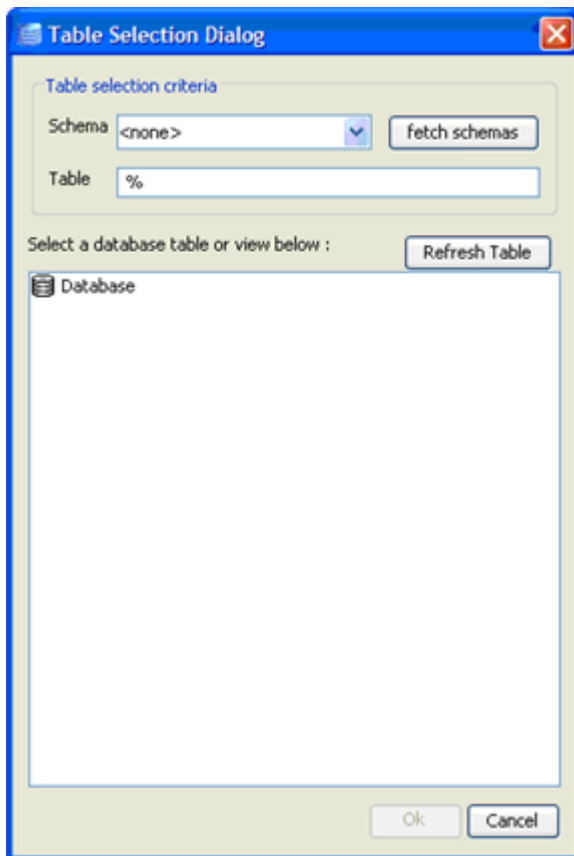 Table Selection Dialog
Table selection criteria
Schema <none> fetch schemas
Table %
Select a database table or view below : Refresh Table
Database
Ok Cancel